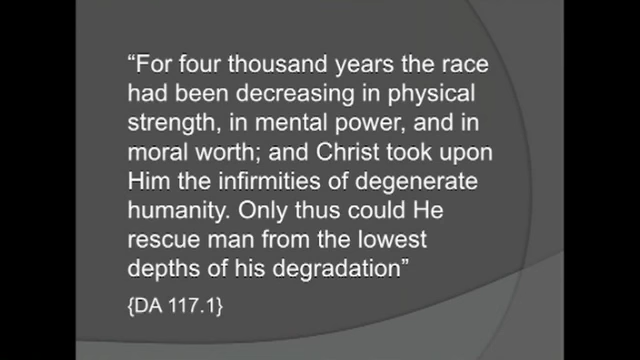 “For four thousand years the race
had been decreasing in physical
strength, in mental power, and in
moral worth; and Christ took upon
Him the infirmities of degenerate
humanity. Only thus could He
rescue man from the lowest
depths of his degradation”
{DA 117.1}